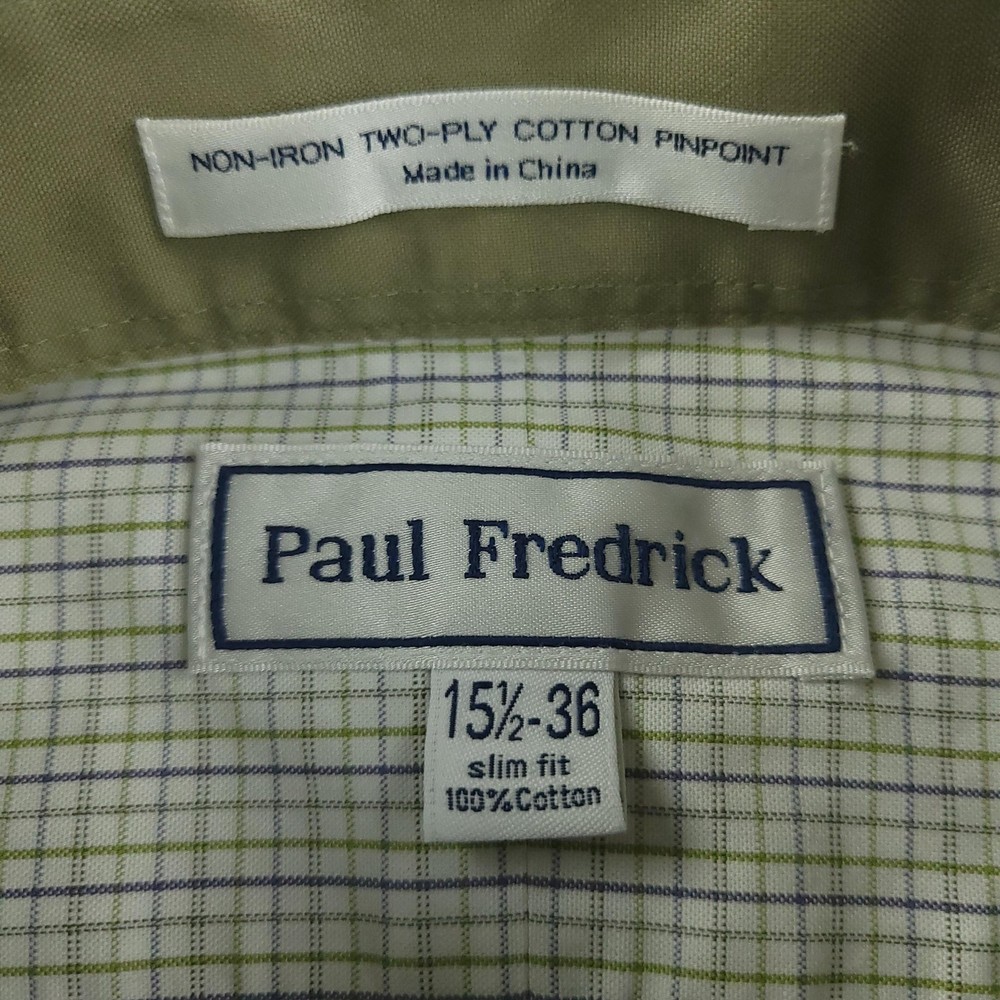 NON-IRON TWO-PLY COTTON PINPOINT
Made in China
Paul Fredrick
15½-36
slim fit
100% Cotton